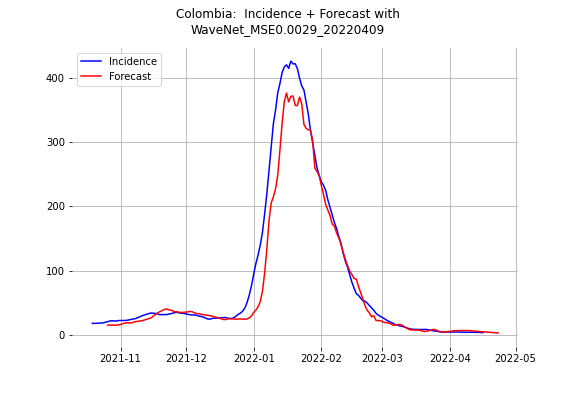 Colombia: Incidence + Forecast with
WaveNet_MSE0.0029_20220409
Incidence
Forecast
400
300
200
100
0
2021-11 2021-12 2022-01 2022-02 2022-03 2022-04 2022-05